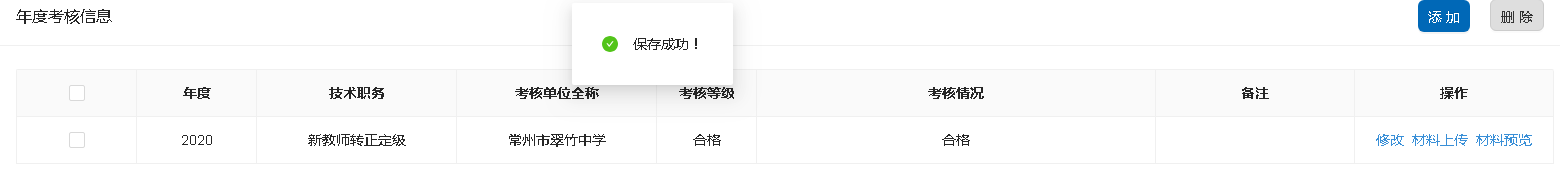 年度考核信息
添 加
删 除
保存成功！
年度 技术职务 考核单位全称 考核等级 考核情况 备注 操作
2020 新教师转正定级 常州市翠竹中学 合格 合格 修改 材料上传 材料预览